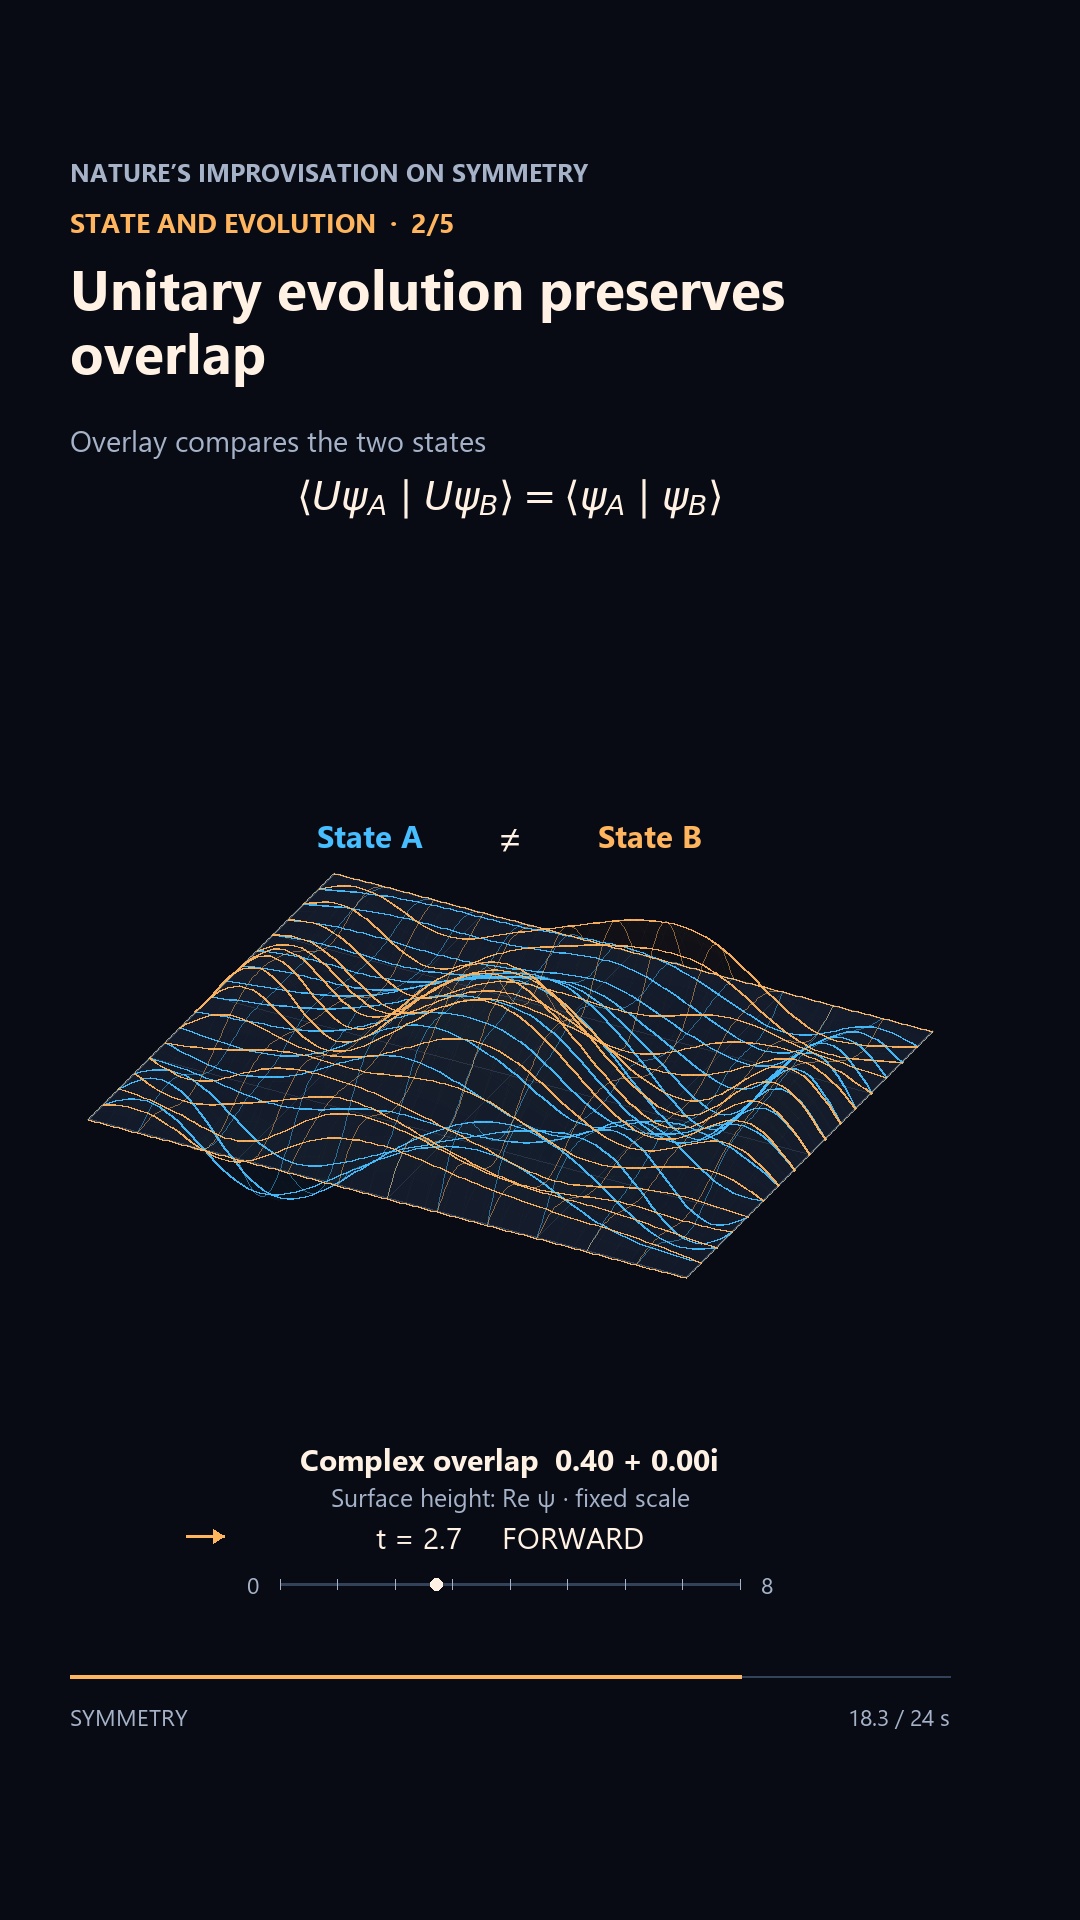 NATURE’S IMPROVISATION ON SYMMETRY
STATE AND EVOLUTION · 2/5
Unitary evolution preserves
overlap
Overlay compares the two states
⟨Uψ_A | Uψ_B⟩ = ⟨ψ_A | ψ_B⟩
State A ≠ State B
Complex overlap 0.40 + 0.00i
Surface height: Re ψ · fixed scale
t = 2.7 FORWARD
0 8
SYMMETRY 18.3 / 24 s